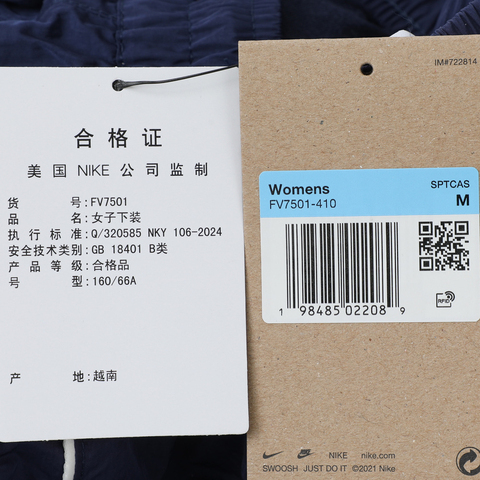 合格证
美国 NIKE 公司监制
货 号:FV7501
品 名:女子下装
执行标准:Q/320585 NKY 106-2024
安全技术类别:GB 18401 B类
产品等级:合格品
号 型:160/66A
产 地:越南
IM#722814
Womens
SPTCAS
FV7501-410
M
RFID
1 98485 02208 9
NIKE nike.com
SWOOSH JUST DO IT ©2021 Nike